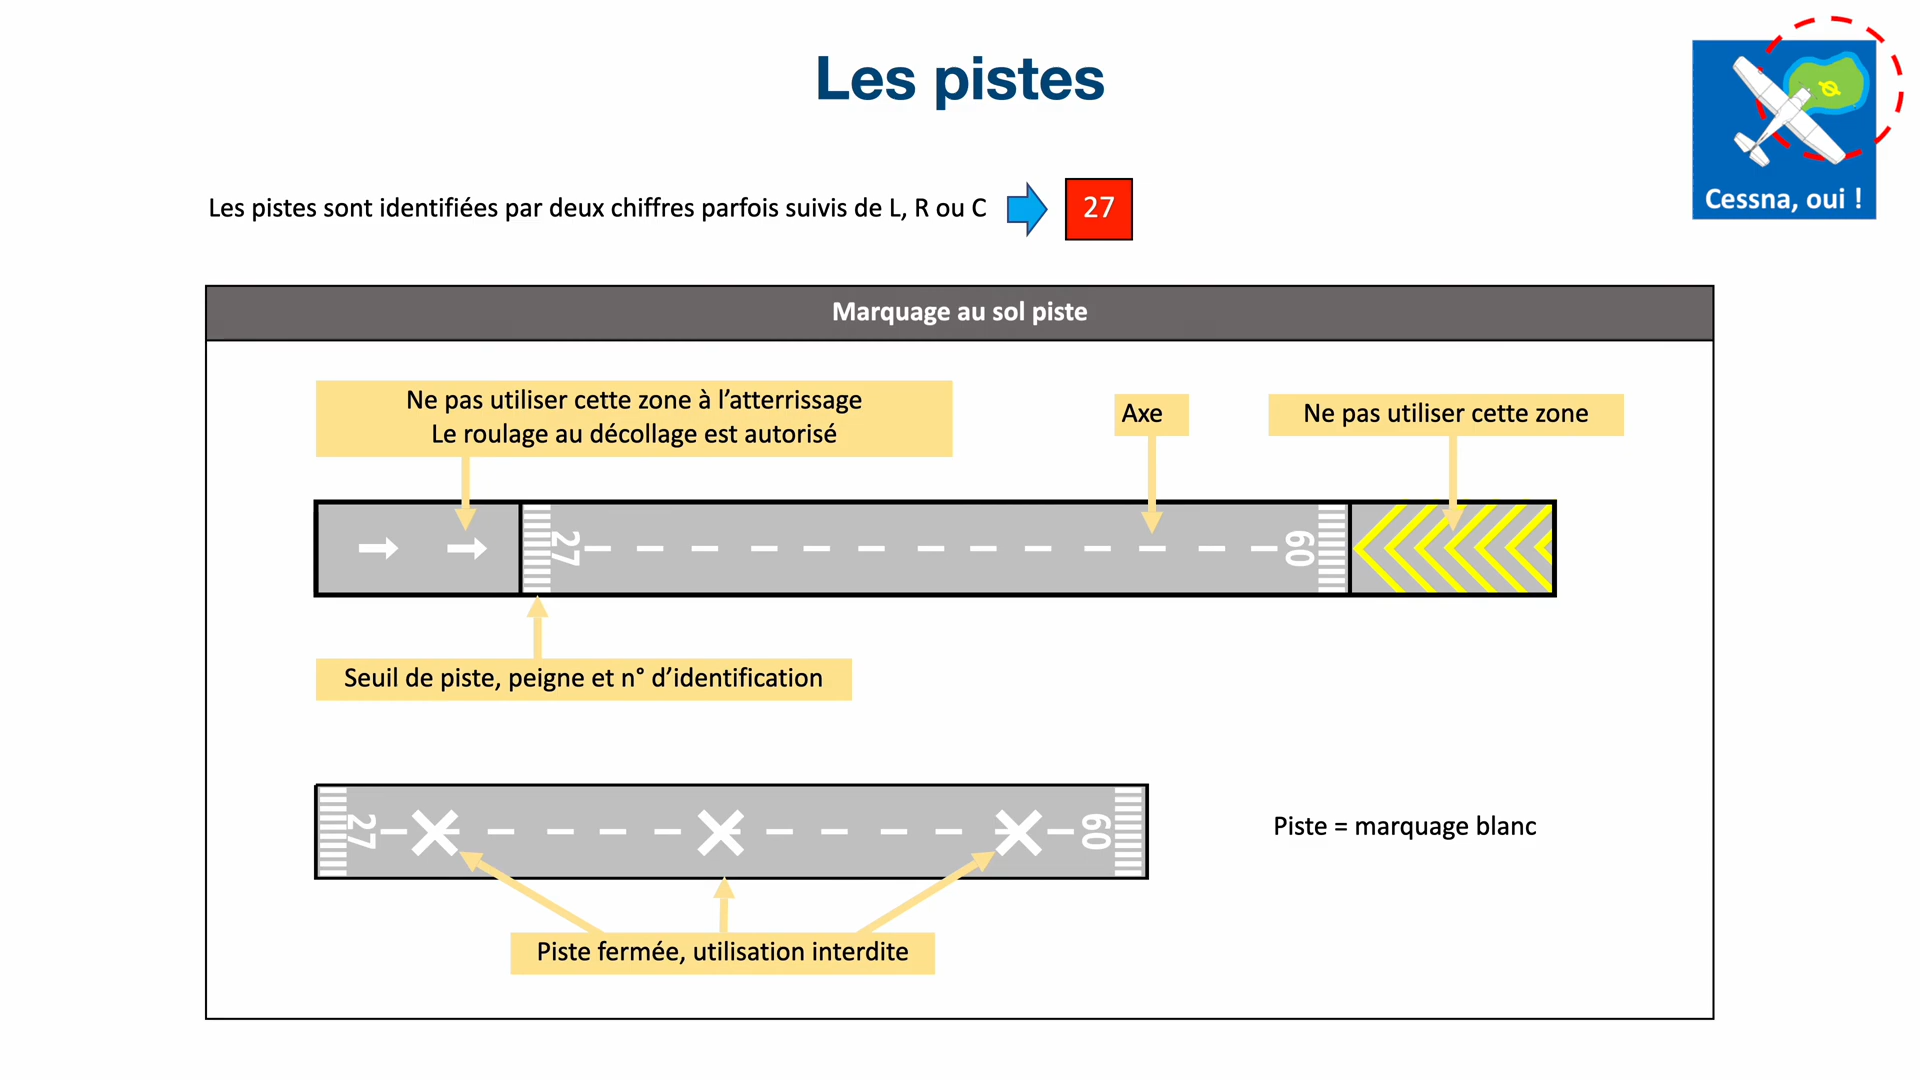 Les pistes
Cessna, oui !
Les pistes sont identifiées par deux chiffres parfois suivis de L, R ou C
27
Marquage au sol piste
Ne pas utiliser cette zone à l’atterrissage
Le roulage au décollage est autorisé
Axe
Ne pas utiliser cette zone
27
09
Seuil de piste, peigne et n° d’identification
27
09
Piste = marquage blanc
Piste fermée, utilisation interdite